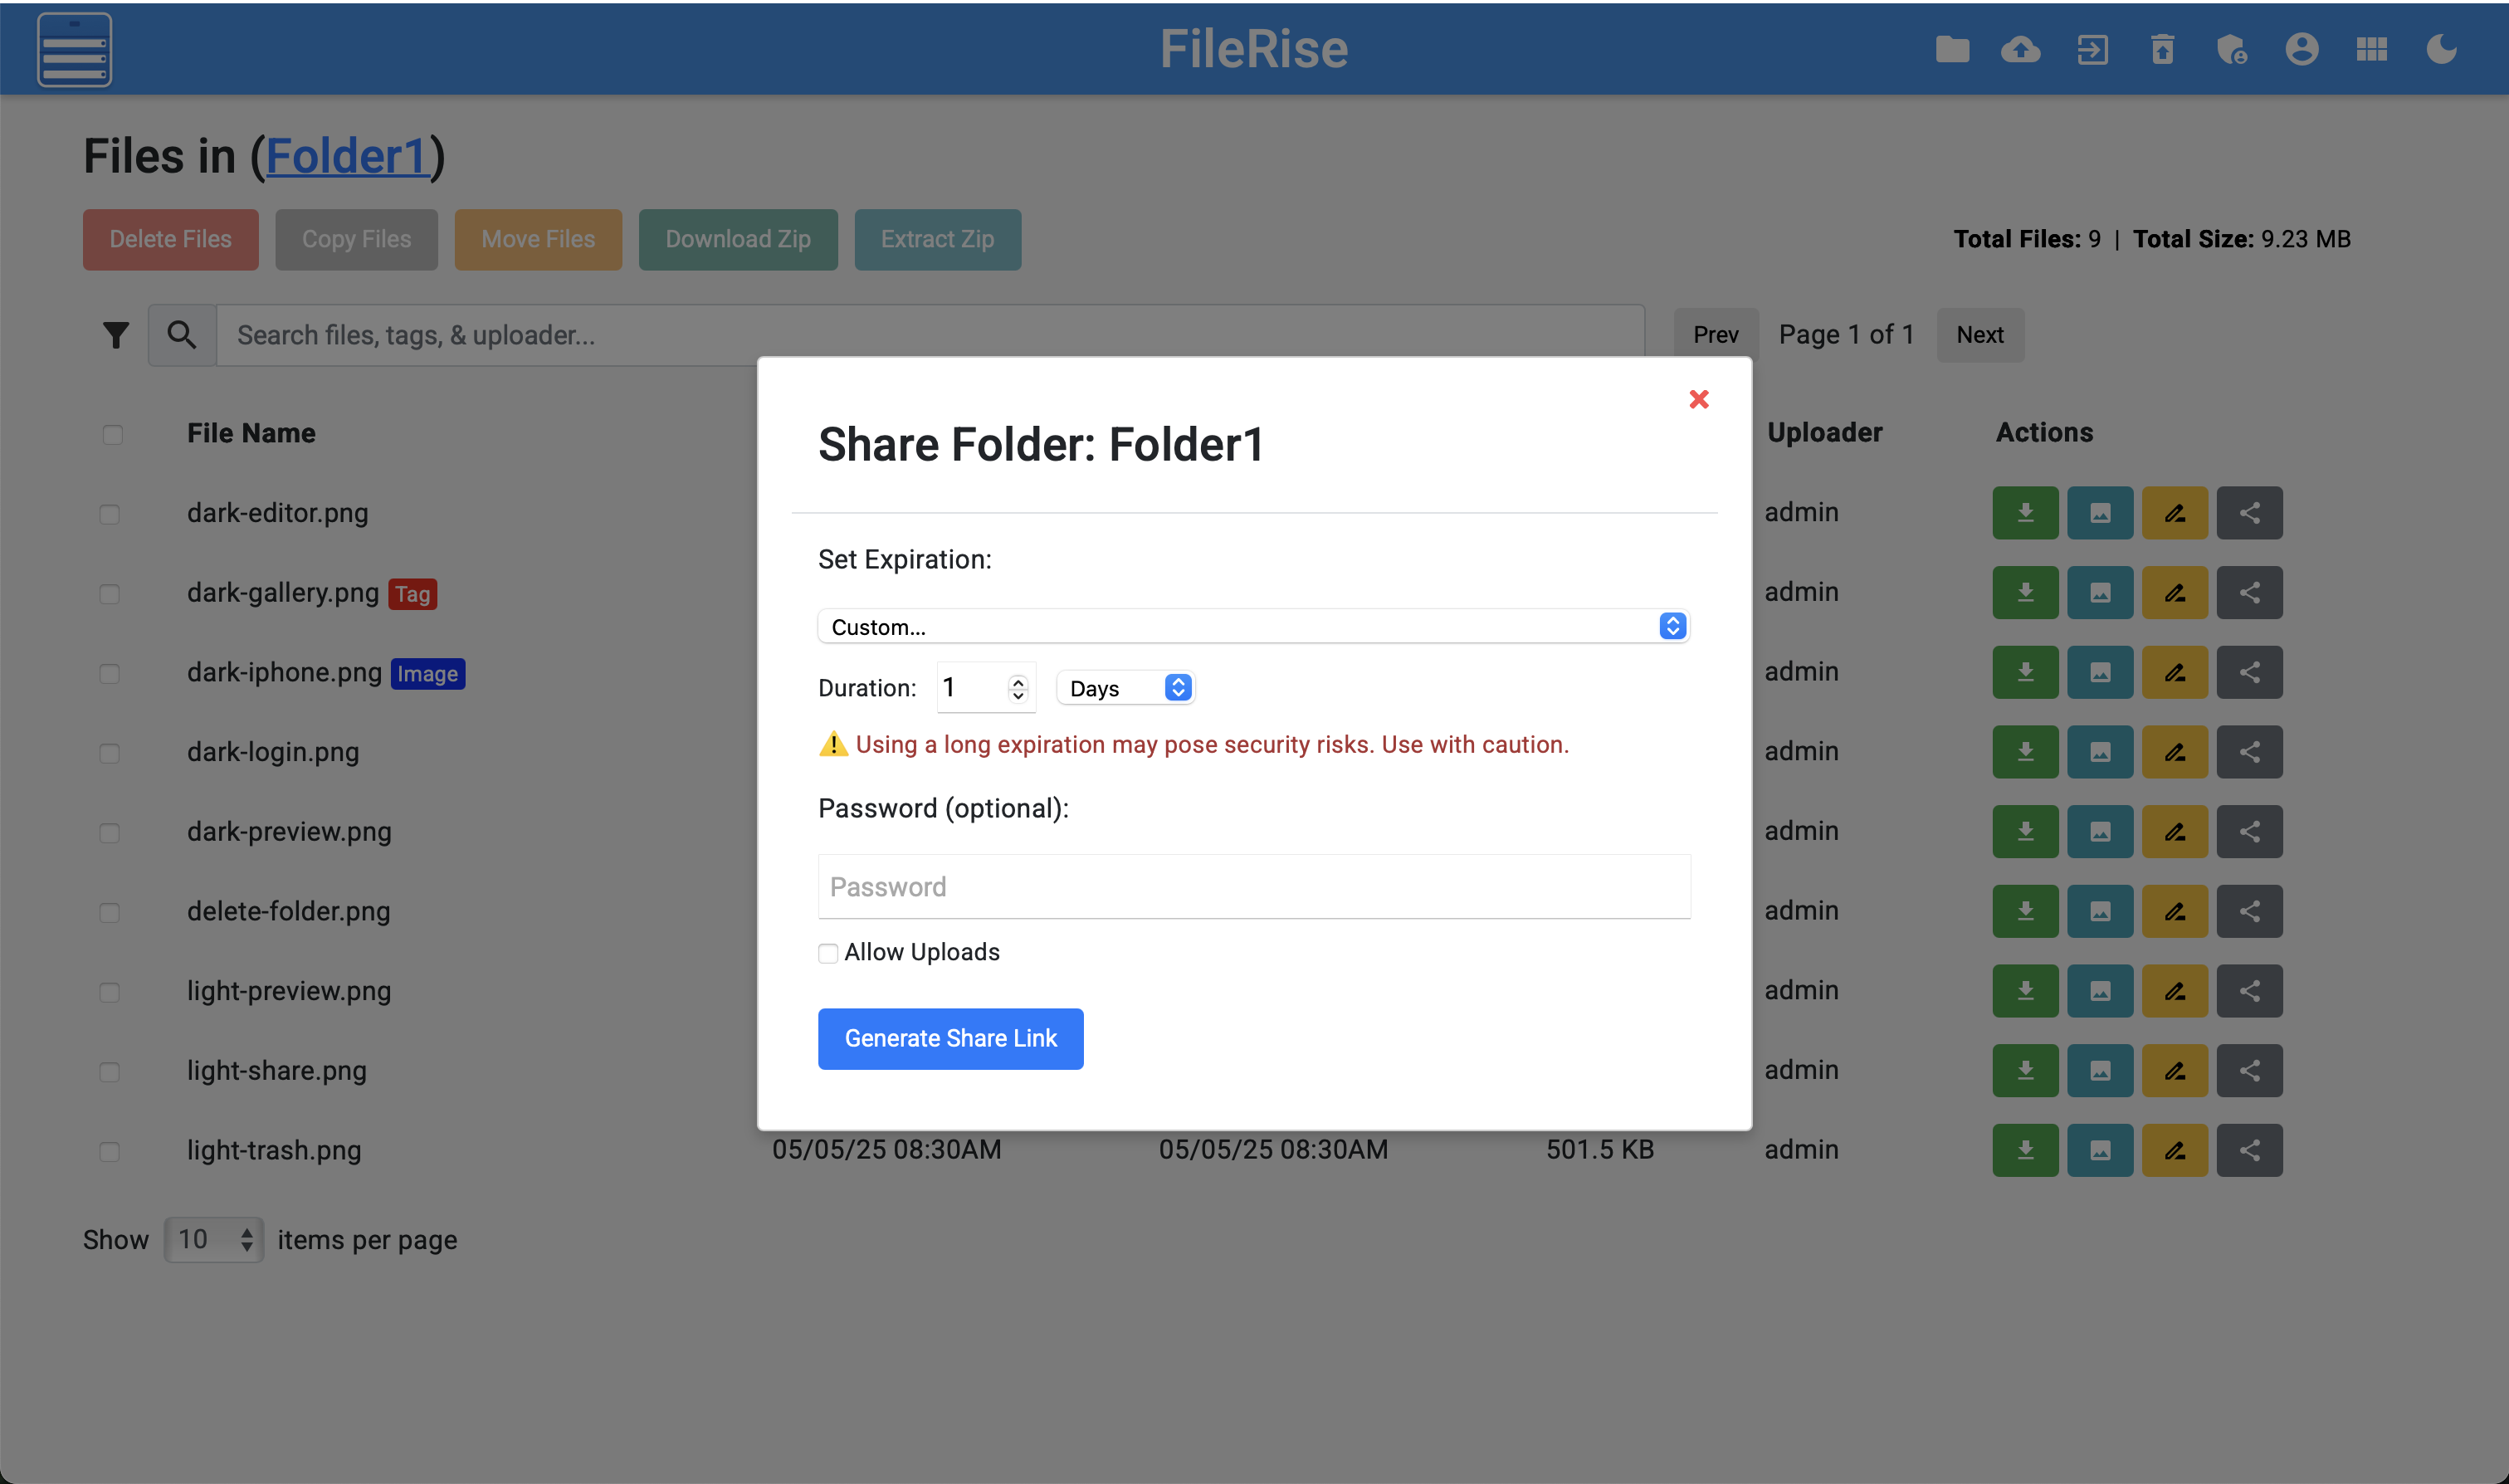 FileRise
Files in (Folder1)
Delete Files Copy Files Move Files Download Zip Extract Zip
Total Files: 9 | Total Size: 9.23 MB
Search files, tags, & uploader...
Prev Page 1 of 1 Next
File Name Uploader Actions
dark-editor.png admin
dark-gallery.png Tag admin
dark-iphone.png Image admin
dark-login.png admin
dark-preview.png admin
delete-folder.png admin
light-preview.png admin
light-share.png admin
light-trash.png 05/05/25 08:30AM 05/05/25 08:30AM 501.5 KB admin
Show 10 items per page
Share Folder: Folder1
Set Expiration:
Custom...
Duration: 1 Days
Using a long expiration may pose security risks. Use with caution.
Password (optional):
Password
Allow Uploads
Generate Share Link